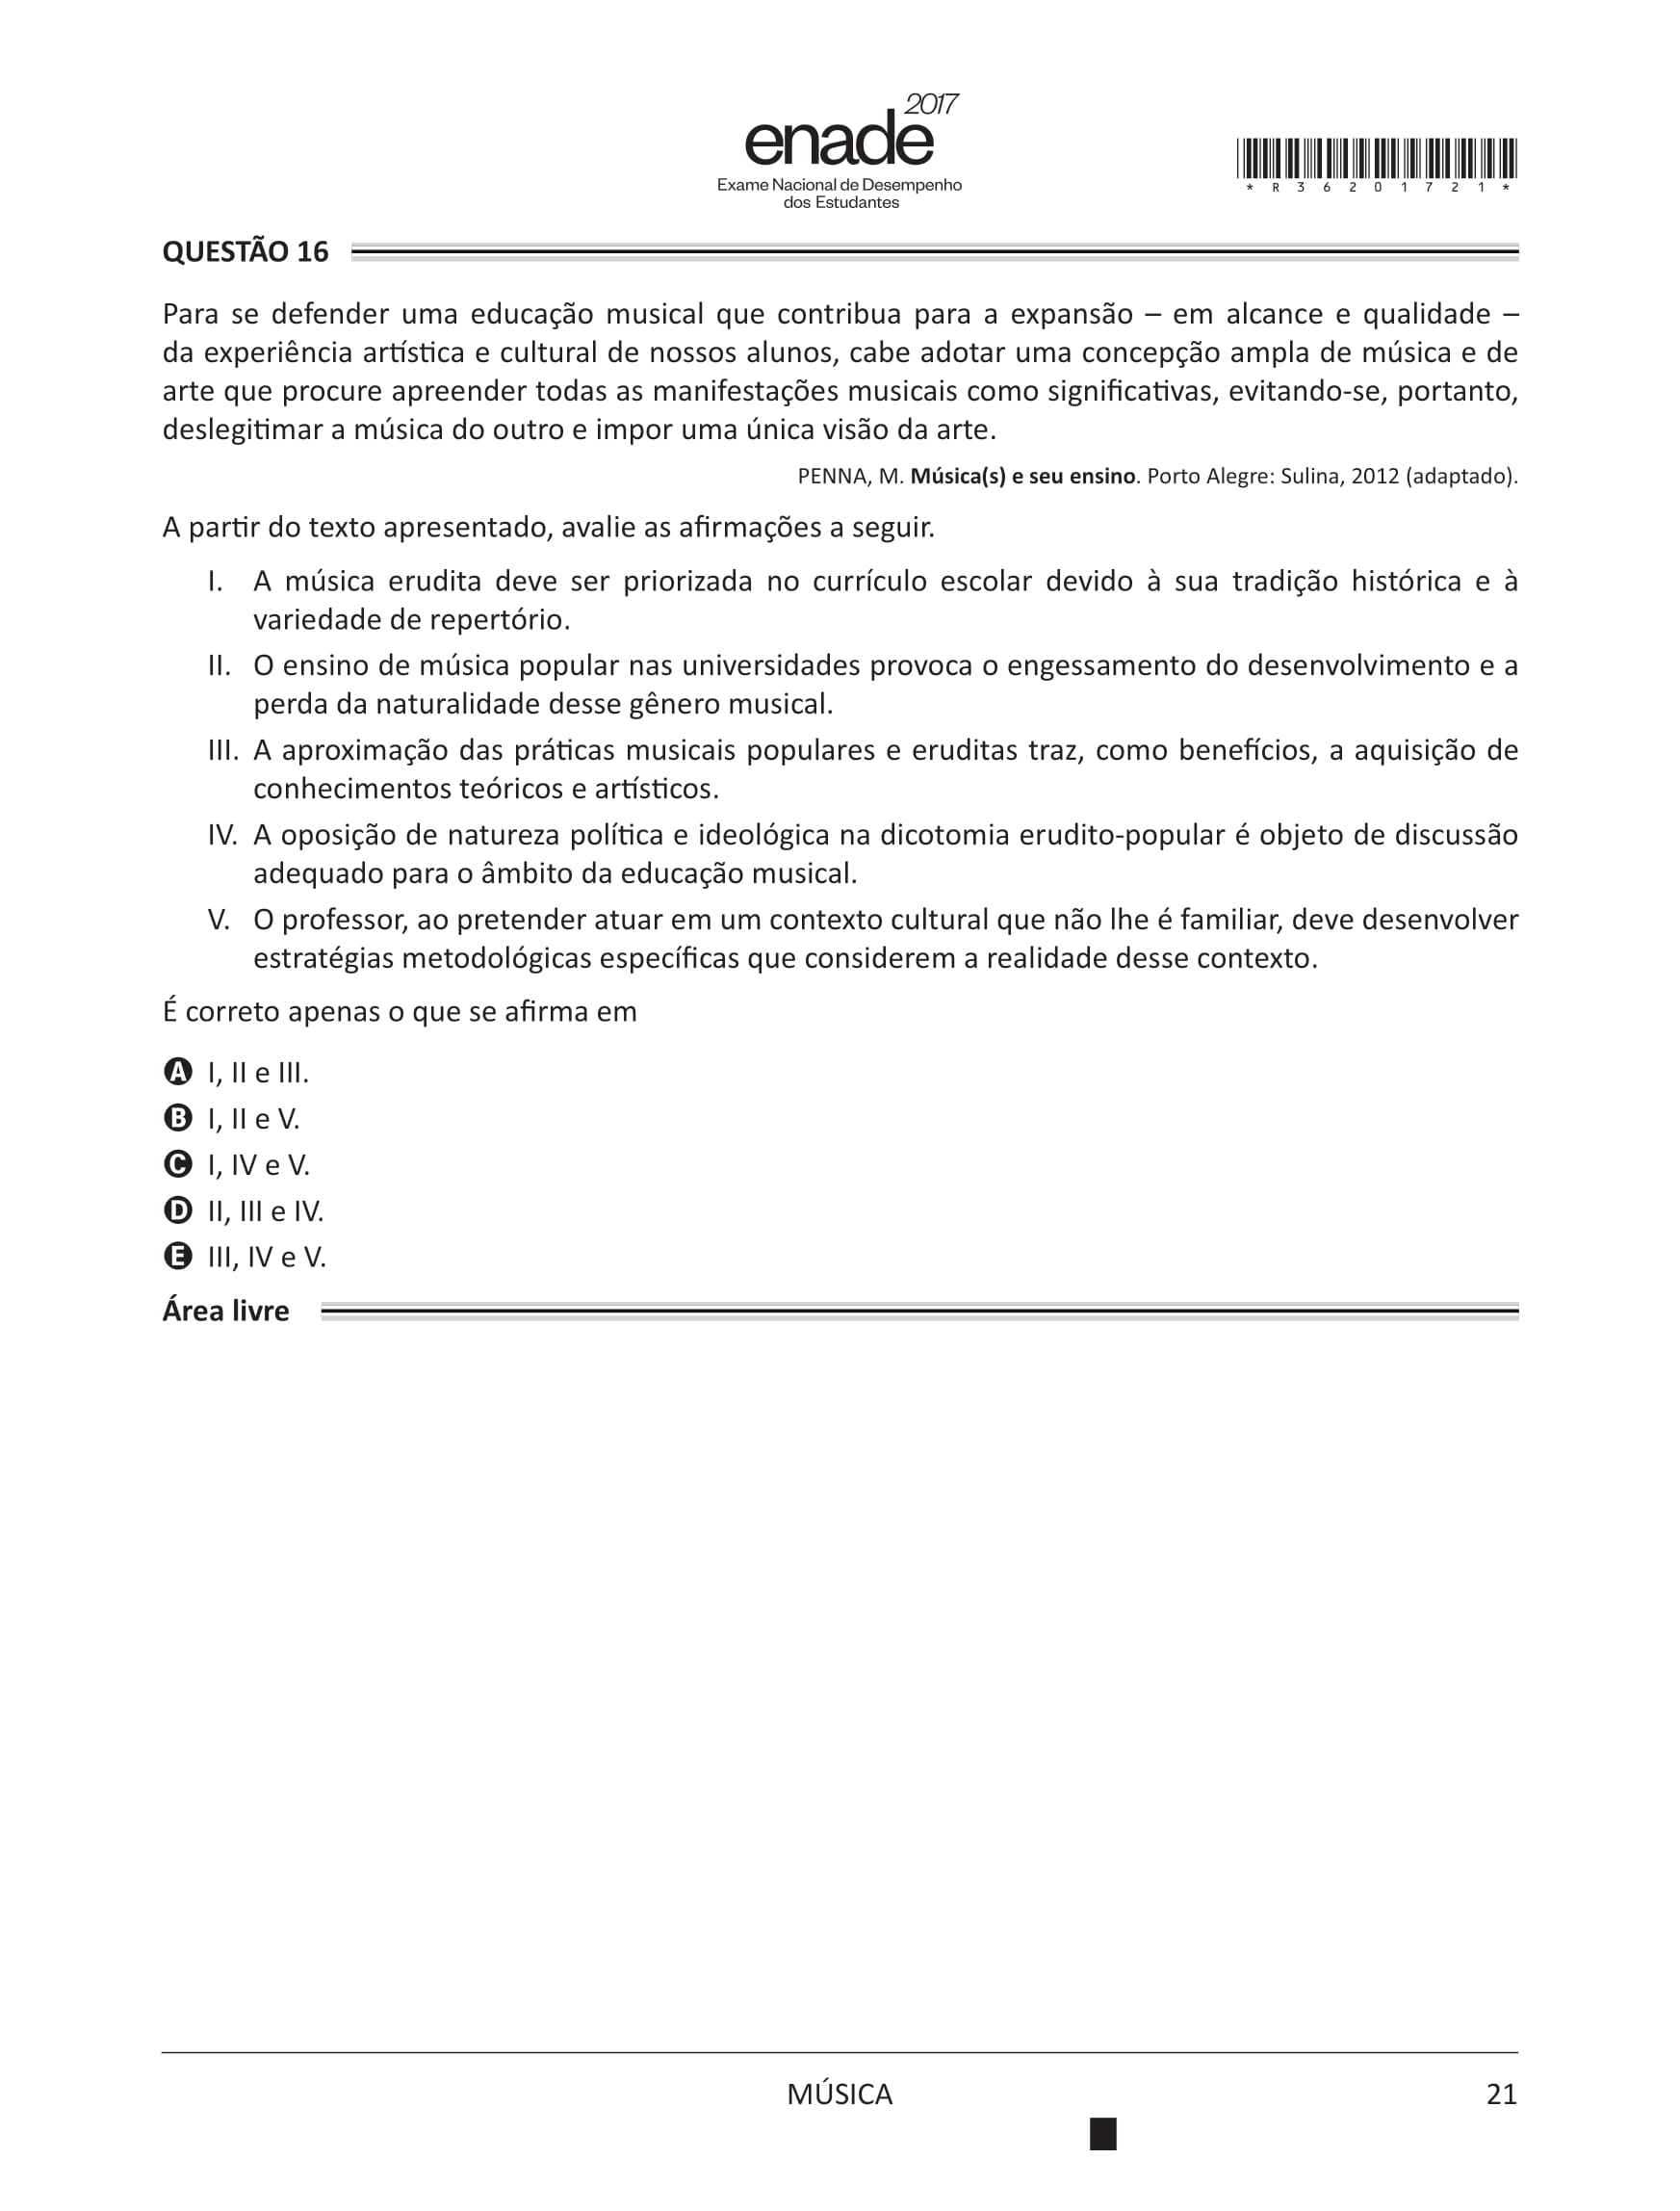 2017
enade
Exame Nacional de Desempenho
dos Estudantes
*R36201721*
QUESTÃO 16
Para se defender uma educação musical que contribua para a expansão – em alcance e qualidade –
da experiência artística e cultural de nossos alunos, cabe adotar uma concepção ampla de música e de
arte que procure apreender todas as manifestações musicais como significativas, evitando-se, portanto,
deslegitimar a música do outro e impor uma única visão da arte.
PENNA, M. Música(s) e seu ensino. Porto Alegre: Sulina, 2012 (adaptado).
A partir do texto apresentado, avalie as afirmações a seguir.
I. A música erudita deve ser priorizada no currículo escolar devido à sua tradição histórica e à
variedade de repertório.
II. O ensino de música popular nas universidades provoca o engessamento do desenvolvimento e a
perda da naturalidade desse gênero musical.
III. A aproximação das práticas musicais populares e eruditas traz, como benefícios, a aquisição de
conhecimentos teóricos e artísticos.
IV. A oposição de natureza política e ideológica na dicotomia erudito-popular é objeto de discussão
adequado para o âmbito da educação musical.
V. O professor, ao pretender atuar em um contexto cultural que não lhe é familiar, deve desenvolver
estratégias metodológicas específicas que considerem a realidade desse contexto.
É correto apenas o que se afirma em
A I, II e III.
B I, II e V.
C I, IV e V.
D II, III e IV.
E III, IV e V.
Área livre
MÚSICA
21